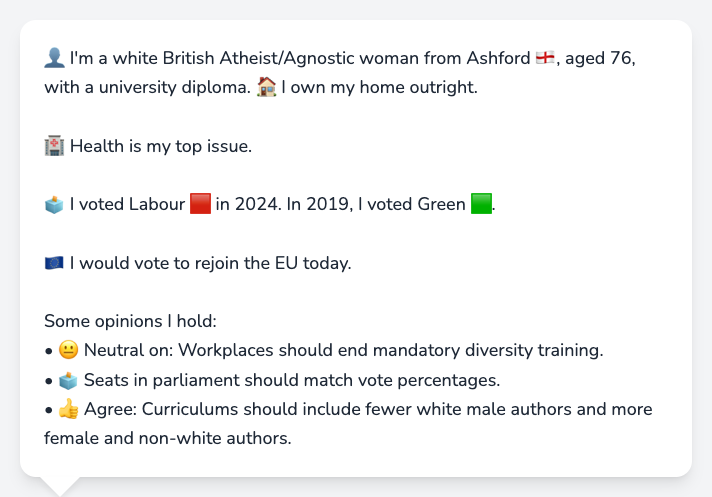 👤 I'm a white British Atheist/Agnostic woman from Ashford 🏴󠁧󠁢󠁥󠁮󠁧󠁿, aged 76,
with a university diploma. 🏠 I own my home outright.
🏥 Health is my top issue.
🗳️ I voted Labour 🟥 in 2024. In 2019, I voted Green 🟩.
🇪🇺 I would vote to rejoin the EU today.
Some opinions I hold:
• 😐 Neutral on: Workplaces should end mandatory diversity training.
• 🗳️ Seats in parliament should match vote percentages.
• 👍 Agree: Curriculums should include fewer white male authors and more
female and non-white authors.